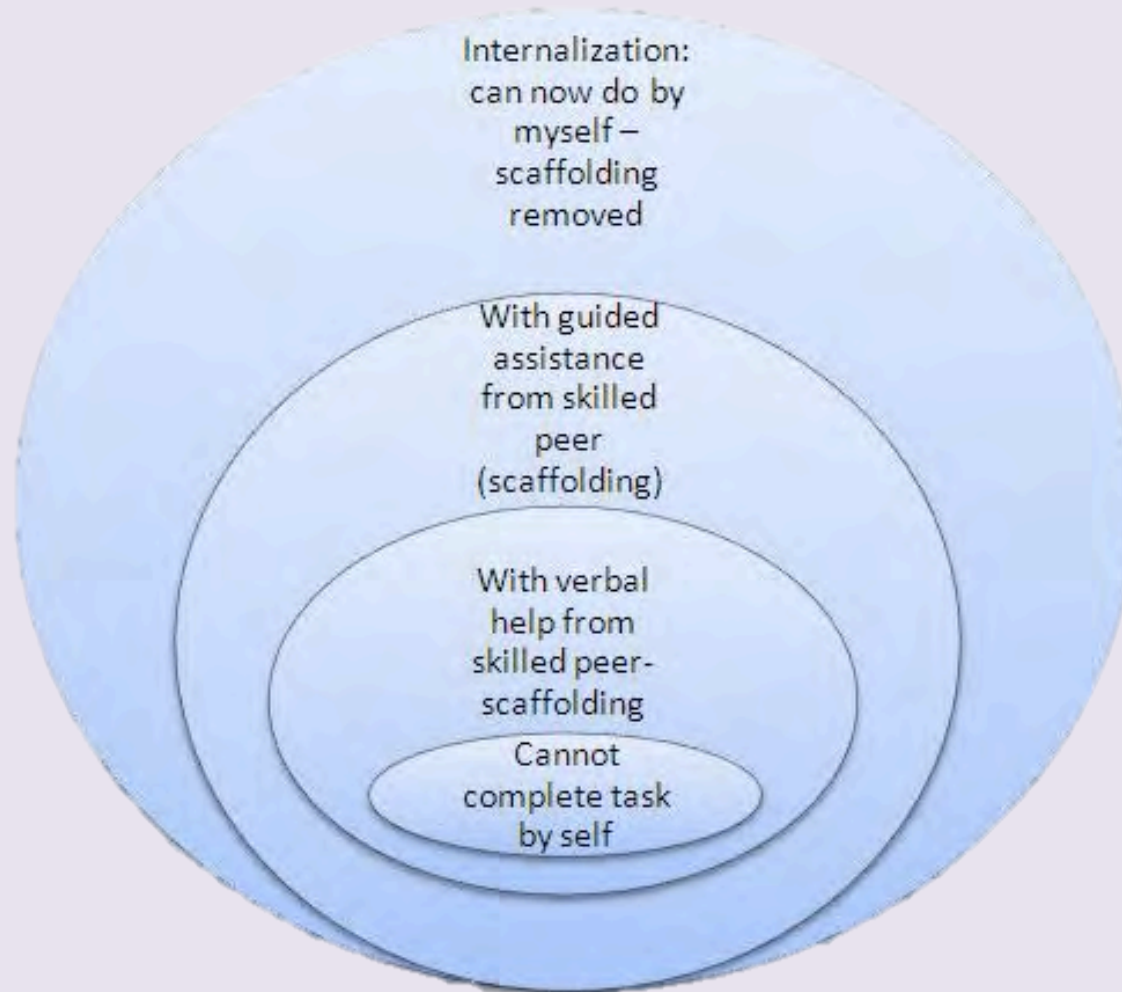 Internalization:
can now do by
myself –
scaffolding
removed
With guided
assistance
from skilled
peer
(scaffolding)
With verbal
help from
skilled peer-
scaffolding
Cannot
complete task
by self